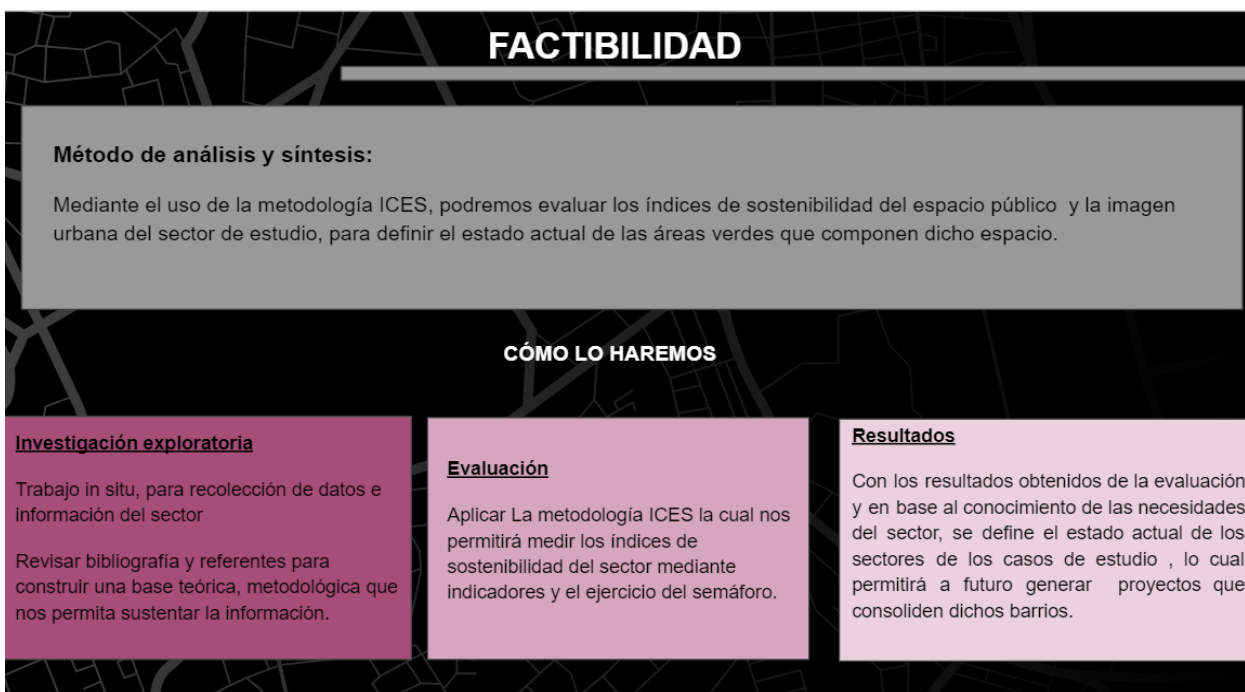 FACTIBILIDAD
Método de análisis y síntesis:
Mediante el uso de la metodología ICES, podremos evaluar los índices de sostenibilidad del espacio público y la imagen
urbana del sector de estudio, para definir el estado actual de las áreas verdes que componen dicho espacio.
CÓMO LO HAREMOS
Investigación exploratoria
Trabajo in situ, para recolección de datos e
información del sector
Revisar bibliografía y referentes para
construir una base teórica, metodológica que
nos permita sustentar la información.
Evaluación
Aplicar La metodología ICES la cual nos
permitirá medir los índices de
sostenibilidad del sector mediante
indicadores y el ejercicio del semáforo.
Resultados
Con los resultados obtenidos de la evaluación
y en base al conocimiento de las necesidades
del sector, se define el estado actual de los
sectores de los casos de estudio , lo cual
permitirá a futuro generar proyectos que
consoliden dichos barrios.